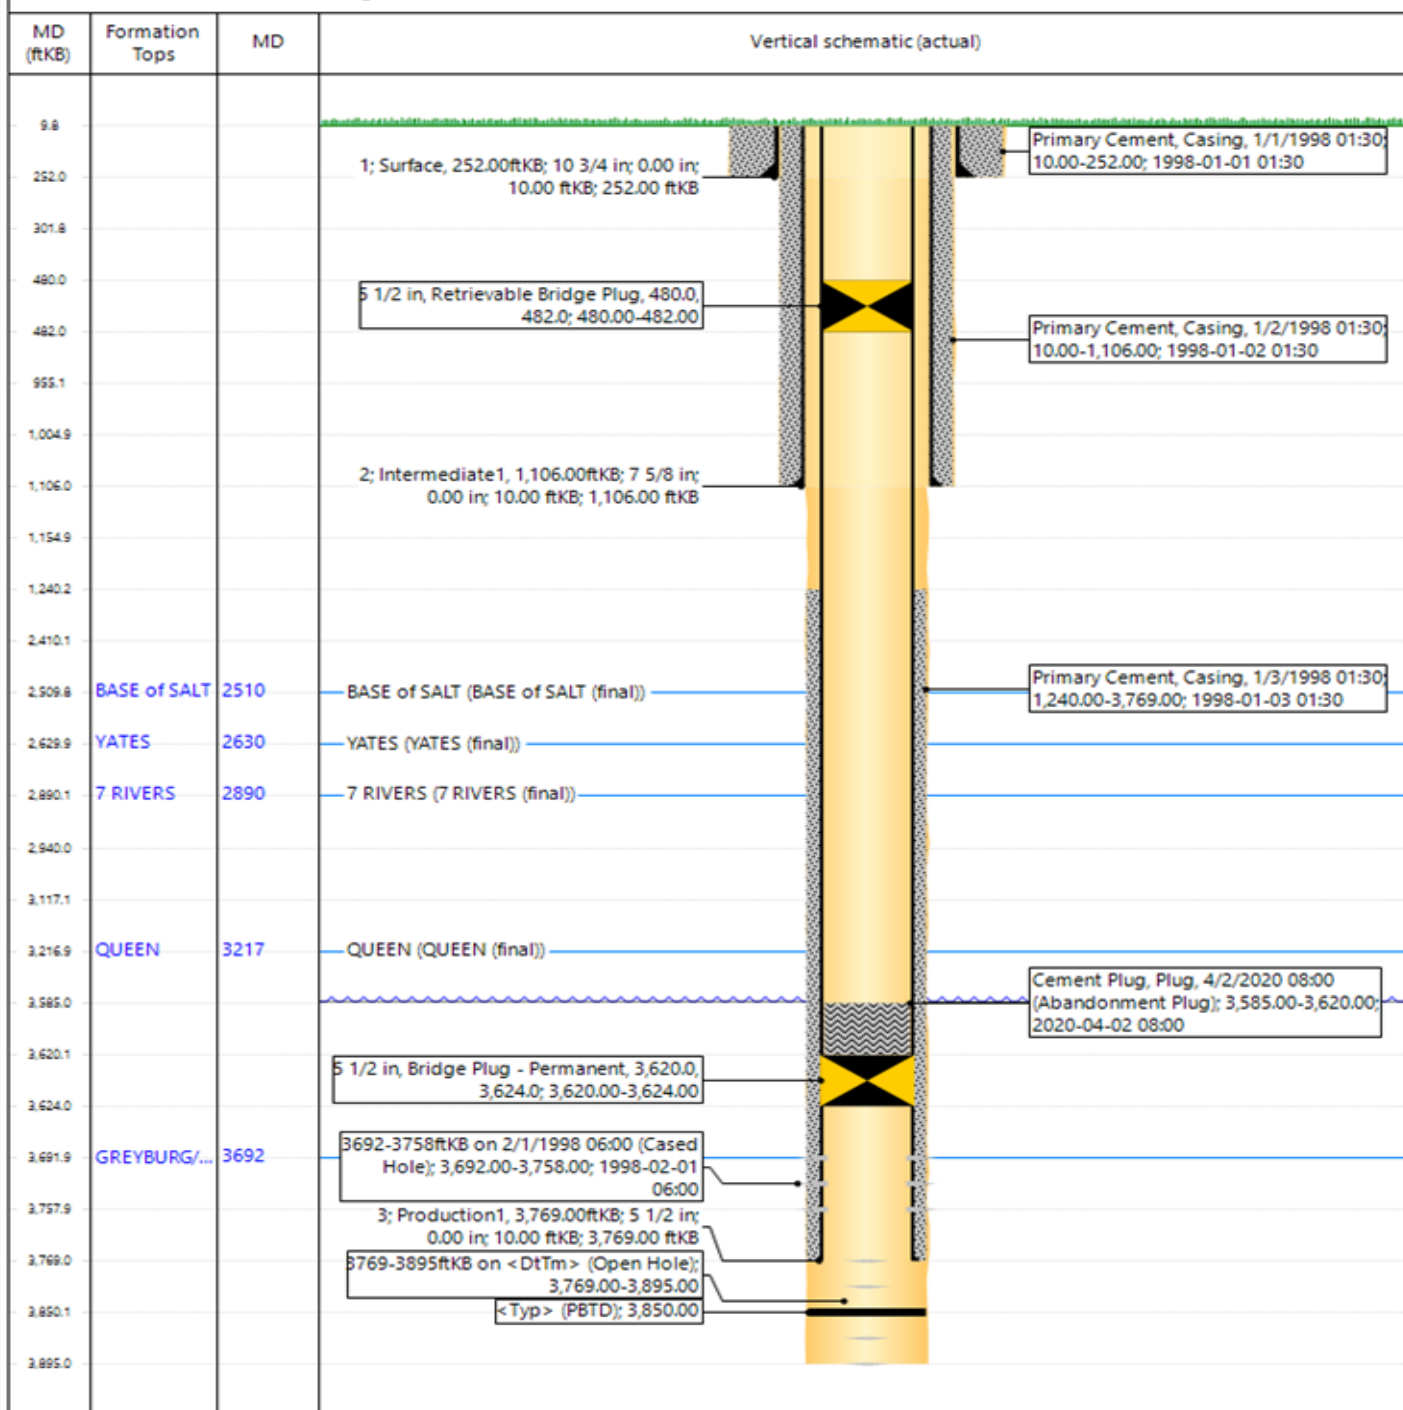 MD
(ftKB)
Formation
Tops
MD
Vertical schematic (actual)
9.8
1; Surface, 252.00ftKB; 10 3/4 in; 0.00 in;
10.00 ftKB; 252.00 ftKB
Primary Cement, Casing, 1/1/1998 01:30;
10.00-252.00; 1998-01-01 01:30
252.0
301.8
480.0
5 1/2 in, Retrievable Bridge Plug, 480.0,
482.0; 480.00-482.00
482.0
Primary Cement, Casing, 1/2/1998 01:30;
10.00-1,106.00; 1998-01-02 01:30
955.1
1,004.9
2; Intermediate1, 1,106.00ftKB; 7 5/8 in;
0.00 in; 10.00 ftKB; 1,106.00 ftKB
1,106.0
1,154.9
1,240.2
2,410.1
2,509.8
BASE of SALT
2510
BASE of SALT (BASE of SALT (final))
Primary Cement, Casing, 1/3/1998 01:30;
1,240.00-3,769.00; 1998-01-03 01:30
2,629.9
YATES
2630
YATES (YATES (final))
2,890.1
7 RIVERS
2890
7 RIVERS (7 RIVERS (final))
2,940.0
3,117.1
3,216.9
QUEEN
3217
QUEEN (QUEEN (final))
3,585.0
Cement Plug, Plug, 4/2/2020 08:00
(Abandonment Plug); 3,585.00-3,620.00;
2020-04-02 08:00
3,620.1
5 1/2 in, Bridge Plug - Permanent, 3,620.0,
3,624.0; 3,620.00-3,624.00
3,624.0
3692-3758ftKB on 2/1/1998 06:00 (Cased
Hole); 3,692.00-3,758.00; 1998-02-01
06:00
3,691.9
GREYBURG/...
3692
3,757.9
3; Production1, 3,769.00ftKB; 5 1/2 in;
0.00 in; 10.00 ftKB; 3,769.00 ftKB
3,769.0
3769-3895ftKB on <DtTm> (Open Hole);
3,769.00-3,895.00
3,850.1
<Typ> (PBTD); 3,850.00
3,895.0